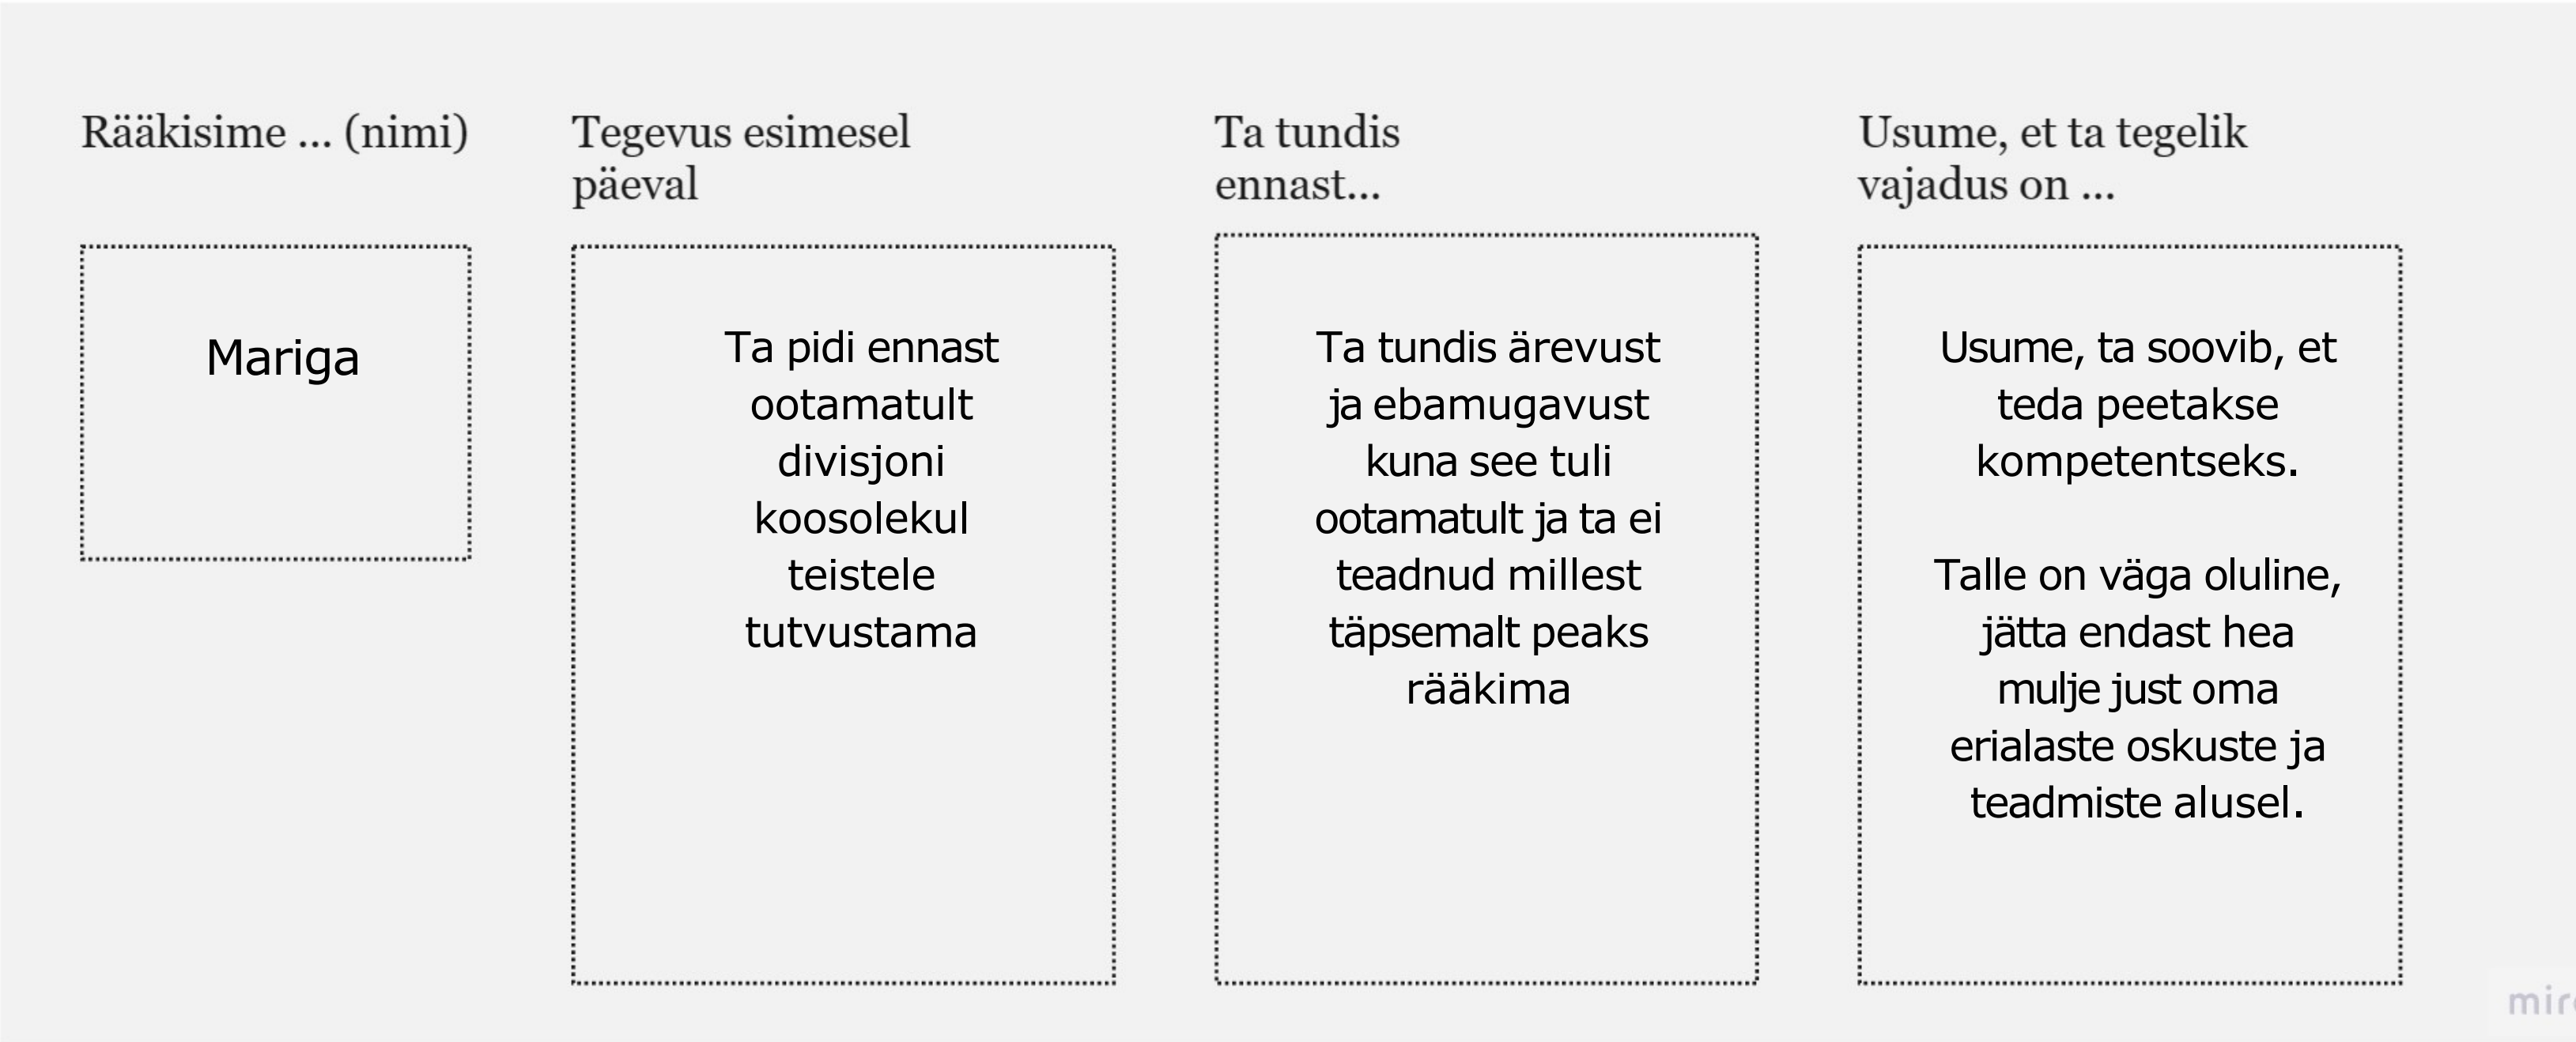 Rääkisime ... (nimi)
Mariga
Tegevus esimesel
päeval
Ta pidi ennast
ootamatult
divisjoni
koosolekul
teistele
tutvustama
Ta tundis
ennast...
Ta tundis ärevust
ja ebamugavust
kuna see tuli
ootamatult ja ta ei
teadnud millest
täpsemalt peaks
rääkima
Usume, et ta tegelik
vajadus on ...
Usume, ta soovib, et
teda peetakse
kompetentseks.
Talle on väga oluline,
jätta endast hea
mulje just oma
erialaste oskuste ja
teadmiste alusel.